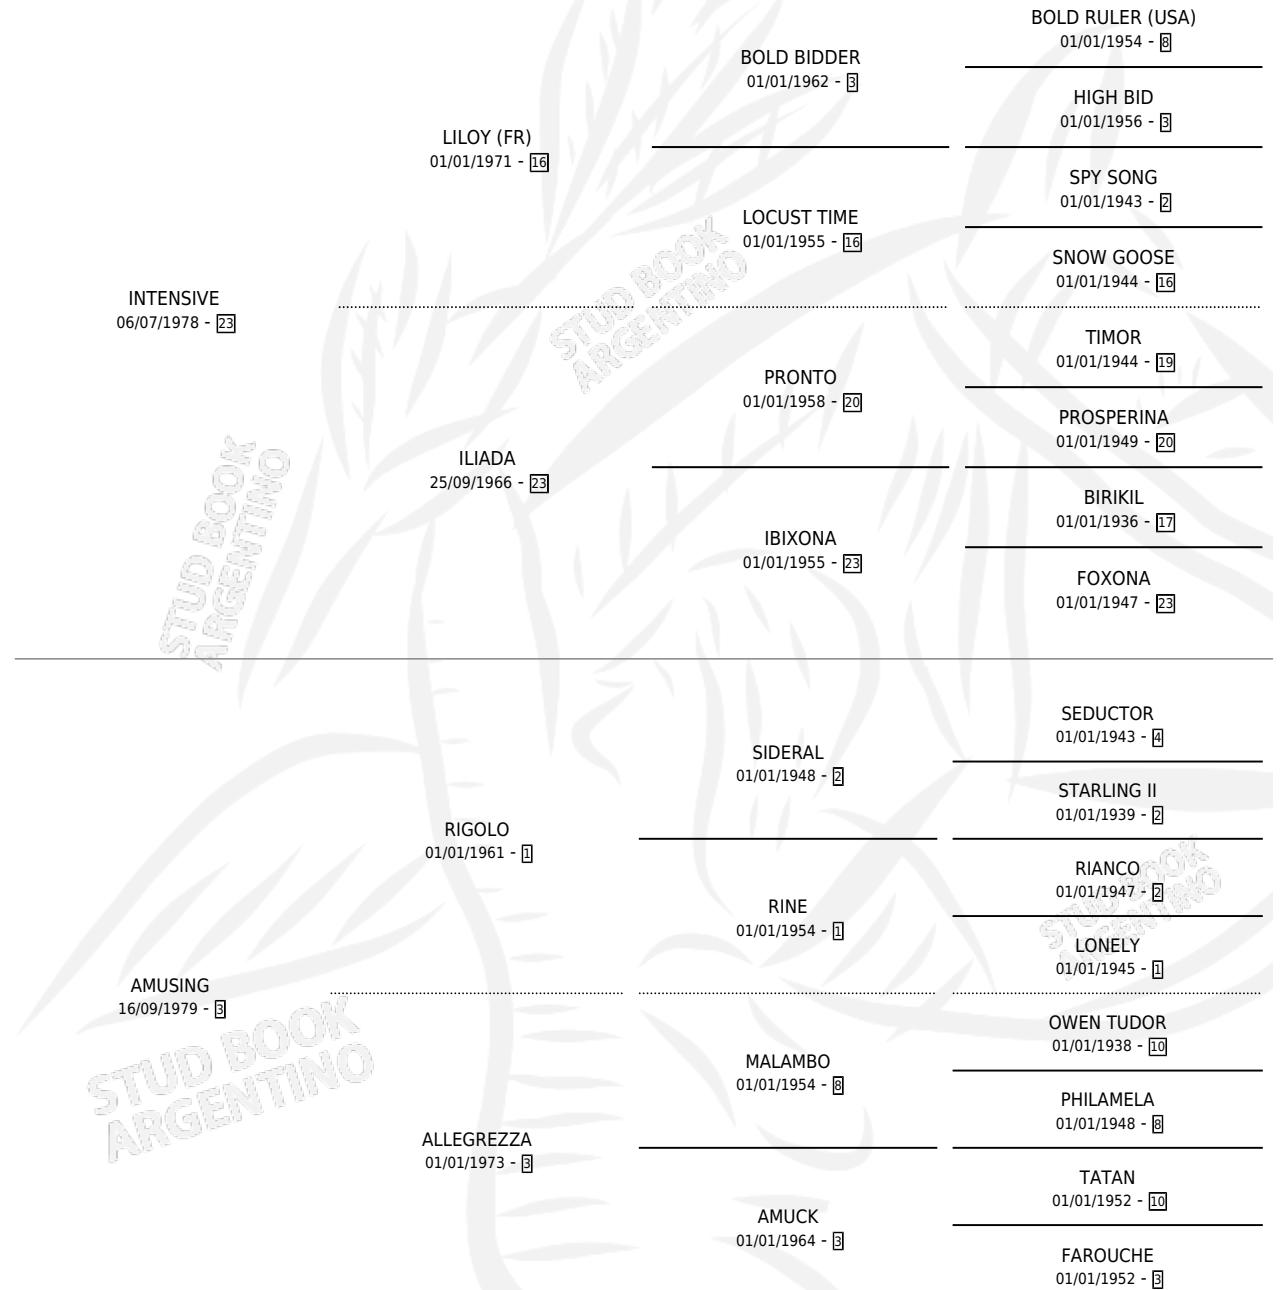 BOLD RULER (USA)
01/01/1954 - 8
BOLD BIDDER
01/01/1962 - 3
HIGH BID
01/01/1956 - 3
LILOY (FR)
01/01/1971 - 16
SPY SONG
01/01/1943 - 2
LOCUST TIME
01/01/1955 - 16
SNOW GOOSE
01/01/1944 - 16
INTENSIVE
06/07/1978 - 23
TIMOR
01/01/1944 - 19
PRONTO
01/01/1958 - 20
PROSPERINA
01/01/1949 - 20
ILIADA
25/09/1966 - 23
BIRIKIL
01/01/1936 - 17
IBIXONA
01/01/1955 - 23
FOXONA
01/01/1947 - 23
STUD BOOK
ARGENTINO
STUD BOOK
ARGENTINO
SEDUCTOR
01/01/1943 - 4
SIDERAL
01/01/1948 - 2
STARLING II
01/01/1939 - 2
RIGOLO
01/01/1961 - 1
RIANCO
01/01/1947 - 2
RINE
01/01/1954 - 1
LONELY
01/01/1945 - 1
AMUSING
16/09/1979 - 3
OWEN TUDOR
01/01/1938 - 10
MALAMBO
01/01/1954 - 8
PHILAMELA
01/01/1948 - 8
ALLEGREZZA
01/01/1973 - 3
TATAN
01/01/1952 - 10
AMUCK
01/01/1964 - 3
FAROUCHE
01/01/1952 - 3
STUD BOOK
ARGENTINO
STUD BOOK
ARGENTINO